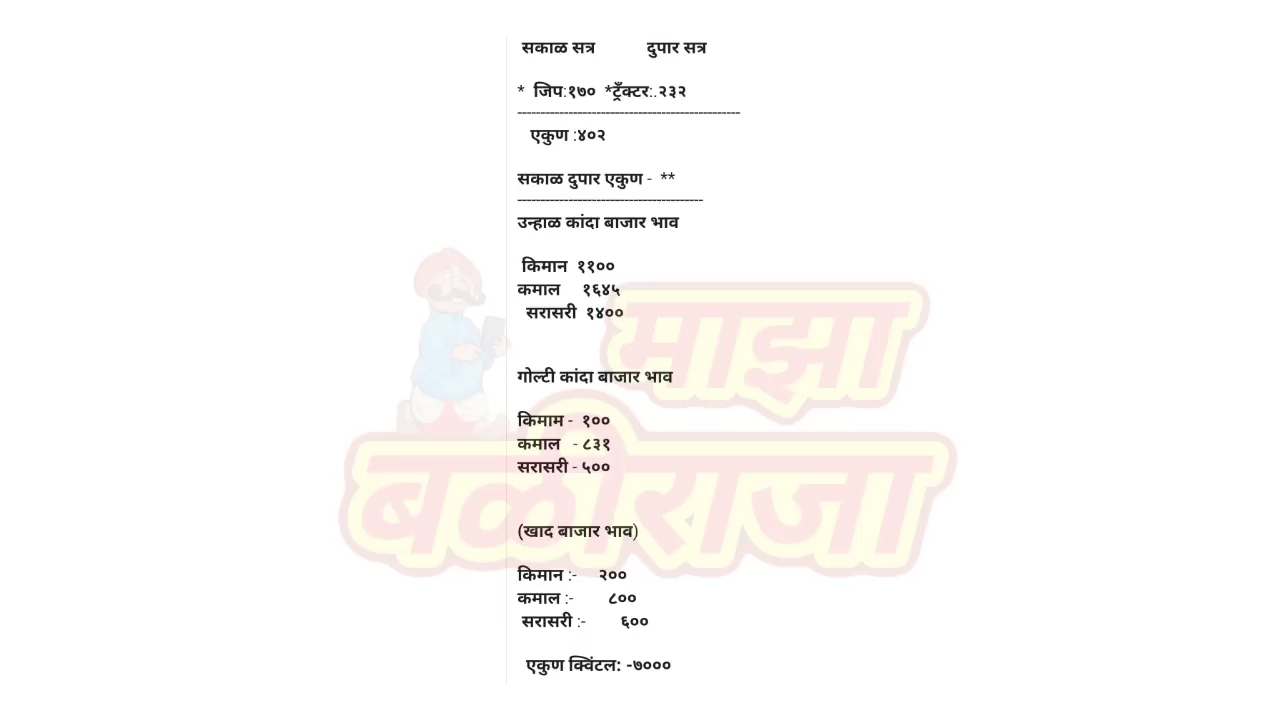 सकाळ सत्र दुपार सत्र
* जिप:१७० *ट्रॅंक्टर:.२३२
------------------------------------------------
एकुण :४०२
सकाळ दुपार एकुण - **
----------------------------------------
उन्हाळ कांदा बाजार भाव
किमान ११००
कमाल १६४५
सरासरी १४००
माझा
गोल्टी कांदा बाजार भाव
किमाम - १००
कमाल - ८३१
सरासरी - ५००
बळीराजा
(खाद बाजार भाव)
किमान :- २००
कमाल :- ८००
सरासरी :- ६००
एकुण क्विंटल: -७०००